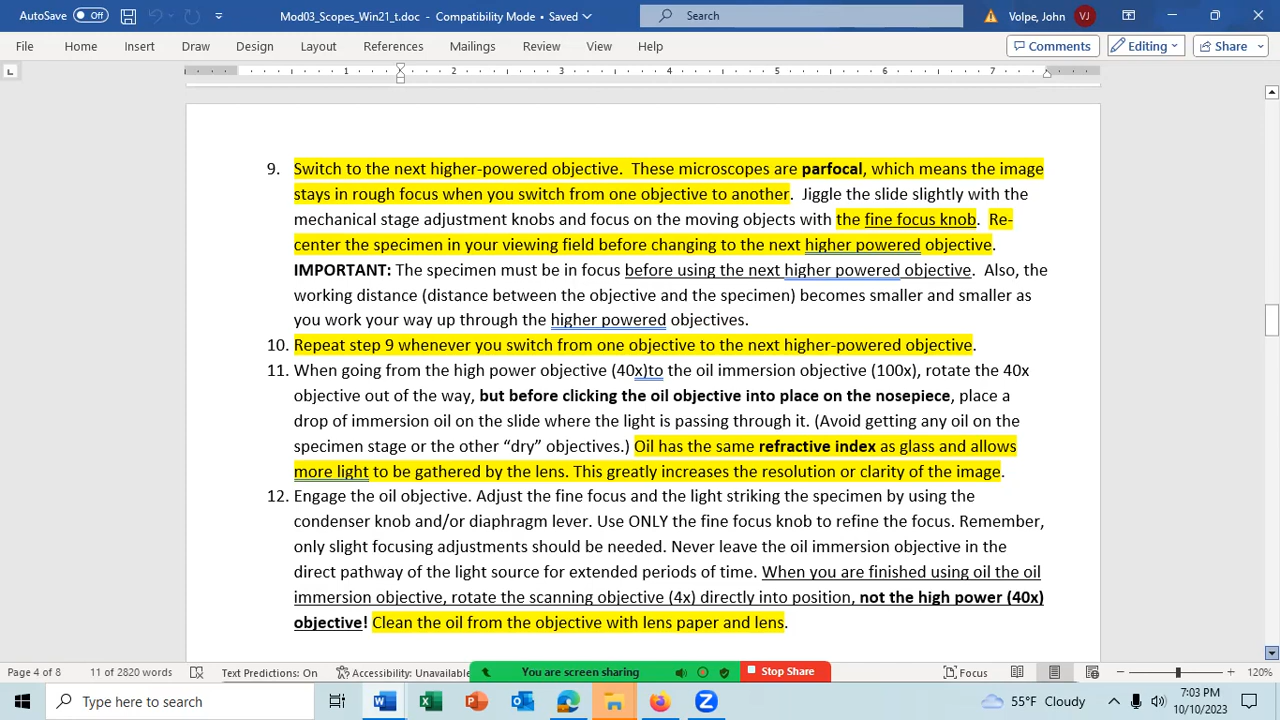 AutoSave Off Mod03_Scopes_Win21_t.doc - Compatibility Mode • Saved Search Volpe, John VJ
File Home Insert Draw Design Layout References Mailings Review View Help Comments Editing Share
1 2 3 4 5 6 7
9. Switch to the next higher-powered objective. These microscopes are parfocal, which means the image
stays in rough focus when you switch from one objective to another. Jiggle the slide slightly with the
mechanical stage adjustment knobs and focus on the moving objects with the fine focus knob. Re-
center the specimen in your viewing field before changing to the next higher powered objective.
IMPORTANT: The specimen must be in focus before using the next higher powered objective. Also, the
working distance (distance between the objective and the specimen) becomes smaller and smaller as
you work your way up through the higher powered objectives.
10. Repeat step 9 whenever you switch from one objective to the next higher-powered objective.
11. When going from the high power objective (40x)to the oil immersion objective (100x), rotate the 40x
objective out of the way, but before clicking the oil objective into place on the nosepiece, place a
drop of immersion oil on the slide where the light is passing through it. (Avoid getting any oil on the
specimen stage or the other “dry” objectives.) Oil has the same refractive index as glass and allows
more light to be gathered by the lens. This greatly increases the resolution or clarity of the image.
12. Engage the oil objective. Adjust the fine focus and the light striking the specimen by using the
condenser knob and/or diaphragm lever. Use ONLY the fine focus knob to refine the focus. Remember,
only slight focusing adjustments should be needed. Never leave the oil immersion objective in the
direct pathway of the light source for extended periods of time. When you are finished using oil the oil
immersion objective, rotate the scanning objective (4x) directly into position, not the high power (40x)
objective! Clean the oil from the objective with lens paper and lens.
Page 4 of 8 11 of 2820 words Text Predictions: On Accessibility: Unavailable You are screen sharing Stop Share Focus 120%
Type here to search 55°F Cloudy 7:03 PM
10/10/2023